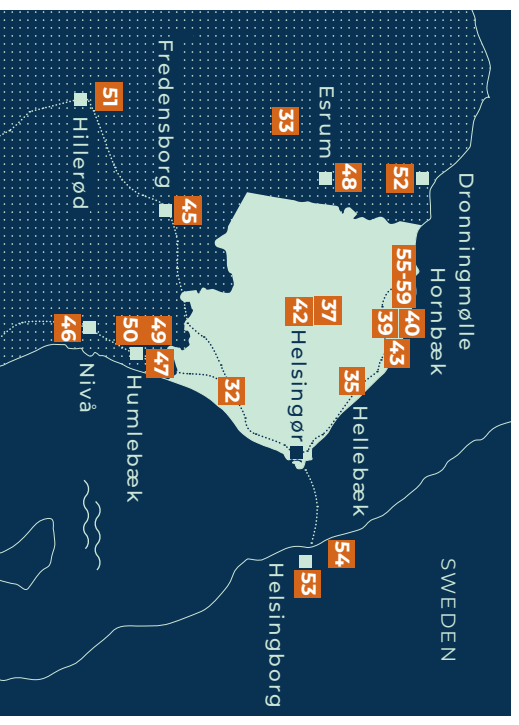 Dronningmølle
SWEDEN
Hornbæk
52
55-59
40
43
39
Hellebæk
35
48
54
Esrum
37
53
42
Helsingør
33
Helsingborg
32
45
Fredensborg
49
47
50
Humlebæk
51
Nivå
Hillerød
46